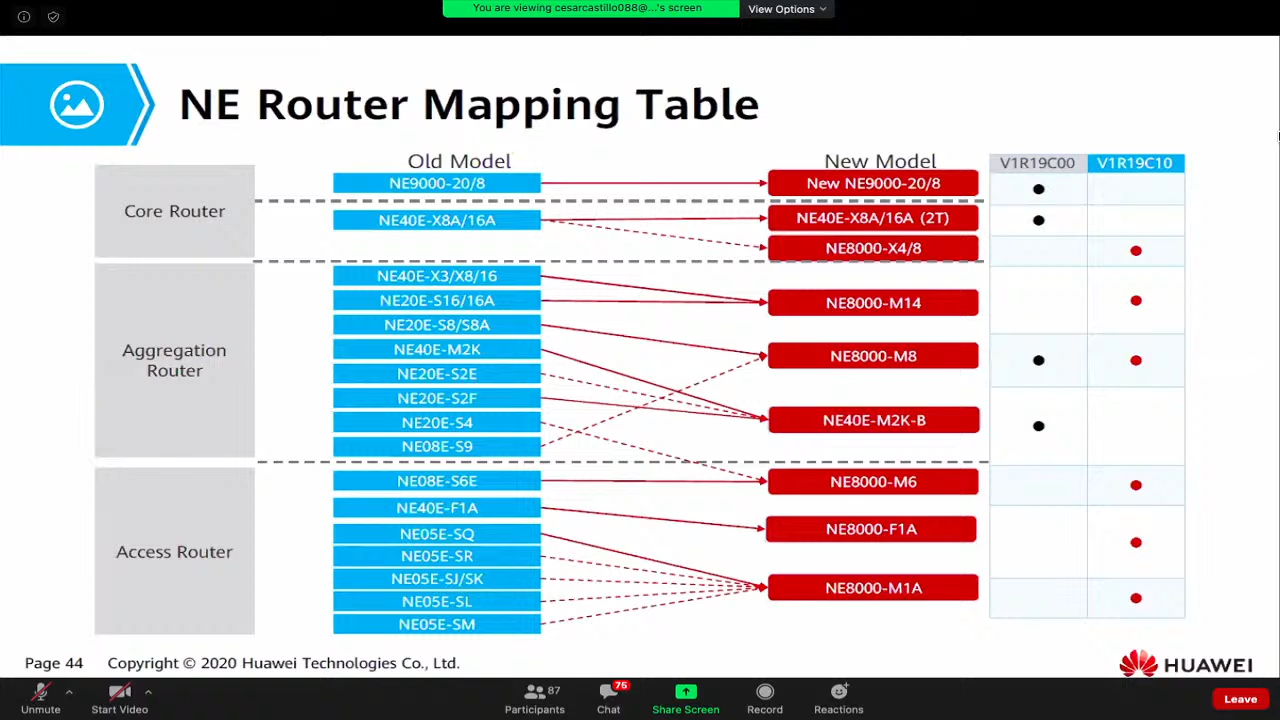 You are viewing cesarcastillo088@...'s screen
View Options
NE Router Mapping Table
Old Model
New Model
V1R19C00
V1R19C10
Core Router
NE9000-20/8
New NE9000-20/8
NE40E-X8A/16A
NE40E-X8A/16A (2T)
NE8000-X4/8
Aggregation
Router
NE40E-X3/X8/16
NE20E-S16/16A
NE20E-S8/S8A
NE40E-M2K
NE20E-S2E
NE20E-S2F
NE20E-S4
NE08E-S9
NE8000-M14
NE8000-M8
NE40E-M2K-B
Access Router
NE08E-S6E
NE40E-F1A
NE05E-SQ
NE05E-SR
NE05E-SJ/SK
NE05E-SL
NE05E-SM
NE8000-M6
NE8000-F1A
NE8000-M1A
Page 44
Copyright © 2020 Huawei Technologies Co., Ltd.
HUAWEI
Unmute
Start Video
87
Participants
75
Chat
Share Screen
Record
Reactions
Leave